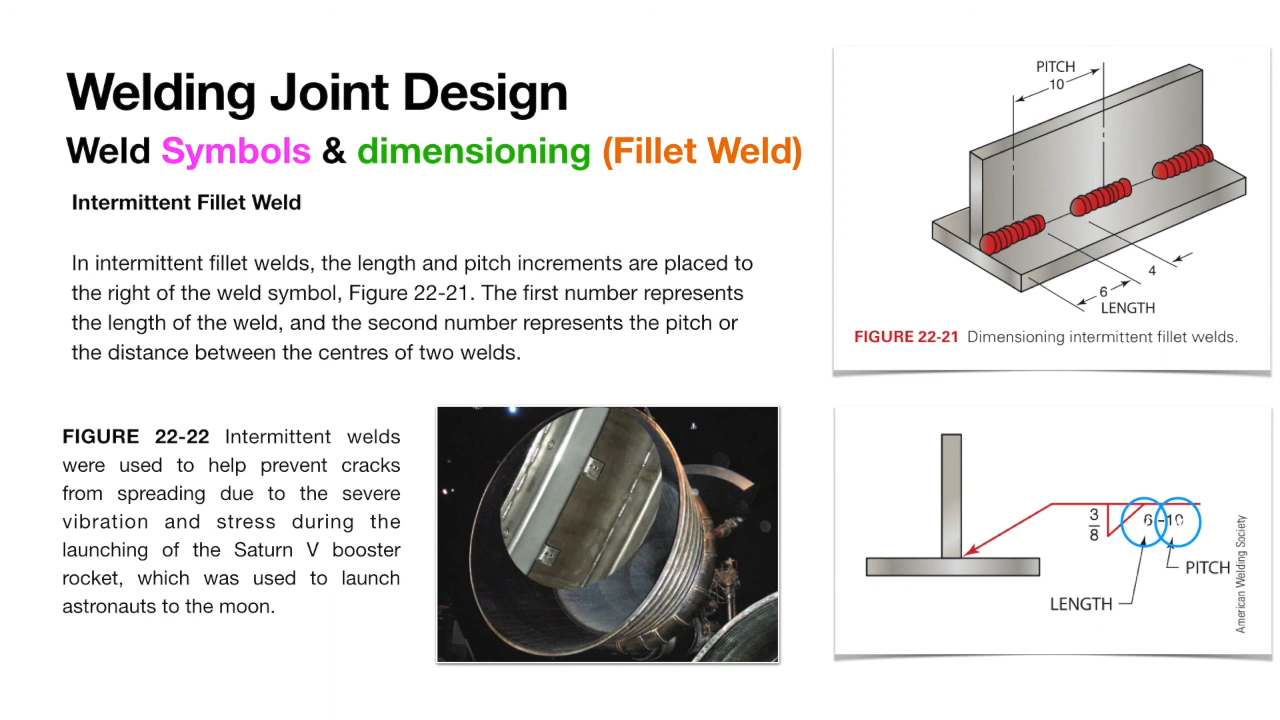 Welding Joint Design
Weld Symbols & dimensioning (Fillet Weld)
Intermittent Fillet Weld
In intermittent fillet welds, the length and pitch increments are placed to
the right of the weld symbol, Figure 22-21. The first number represents
the length of the weld, and the second number represents the pitch or
the distance between the centres of two welds.
FIGURE 22-22 Intermittent welds
were used to help prevent cracks
from spreading due to the severe
vibration and stress during the
launching of the Saturn V booster
rocket, which was used to launch
astronauts to the moon.
PITCH
10
4
6
LENGTH
FIGURE 22-21 Dimensioning intermittent fillet welds.
3
8
6 -10
PITCH
LENGTH
American Welding Society